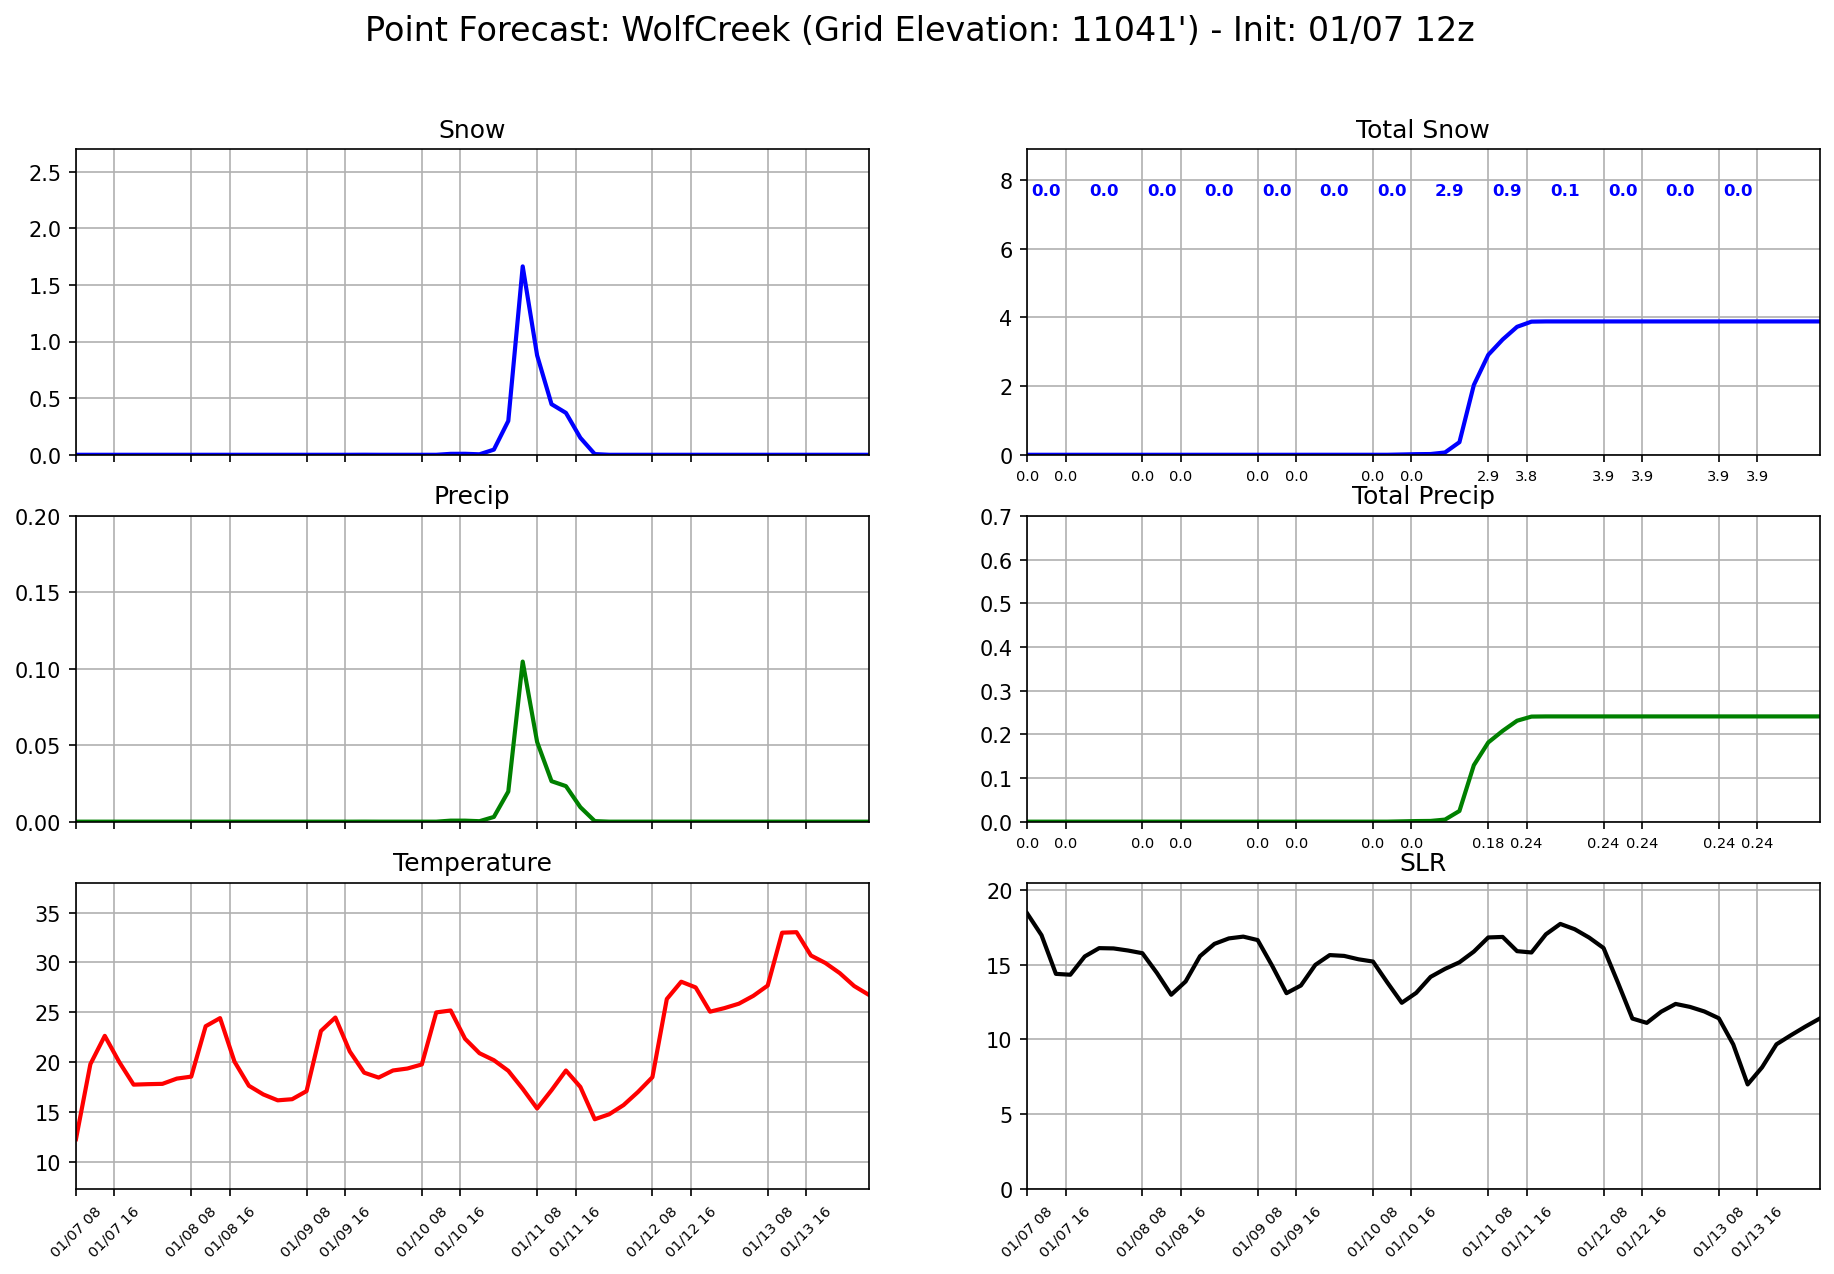 Point Forecast: WolfCreek (Grid Elevation: 11041') - Init: 01/07 12z
Snow
2.5
2.0
1.5
1.0
0.5
0.0
Total Snow
8
6
4
2
0
0.0 0.0 0.0 0.0 0.0 0.0 0.0 2.9 0.9 0.1 0.0 0.0 0.0
0.0 0.0 0.0 0.0 0.0 0.0 0.0 0.0 2.9 3.8 3.9 3.9 3.9 3.9
Precip
0.20
0.15
0.10
0.05
0.00
Total Precip
0.7
0.6
0.5
0.4
0.3
0.2
0.1
0.0
0.0 0.0 0.0 0.0 0.0 0.0 0.0 0.0 0.18 0.24 0.24 0.24 0.24 0.24
Temperature
35
30
25
20
15
10
01/07 08 01/07 16 01/08 08 01/08 16 01/09 08 01/09 16 01/10 08 01/10 16 01/11 08 01/11 16 01/12 08 01/12 16 01/13 08 01/13 16
SLR
20
15
10
5
0
01/07 08 01/07 16 01/08 08 01/08 16 01/09 08 01/09 16 01/10 08 01/10 16 01/11 08 01/11 16 01/12 08 01/12 16 01/13 08 01/13 16